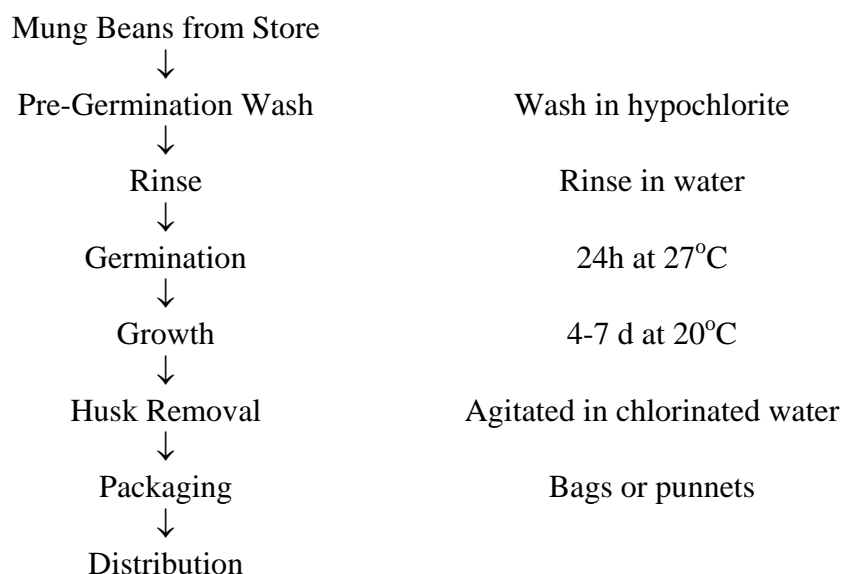 Mung Beans from Store
↓
Pre-Germination Wash Wash in hypochlorite
↓
Rinse Rinse in water
↓
Germination 24h at 27°C
↓
Growth 4-7 d at 20°C
↓
Husk Removal Agitated in chlorinated water
↓
Packaging Bags or punnets
↓
Distribution